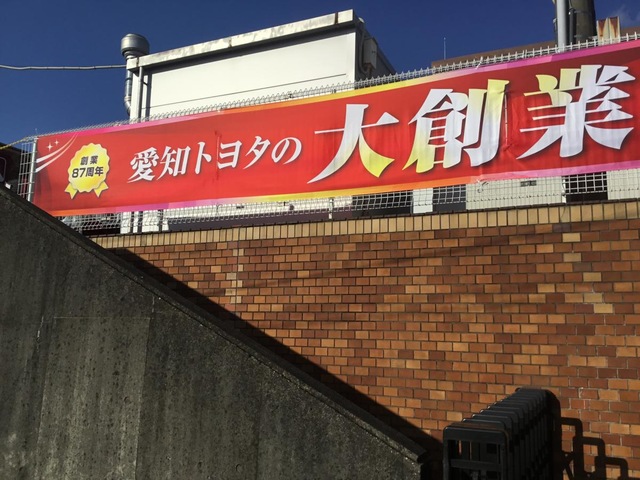 創業
87周年
愛知トヨタの 大創業